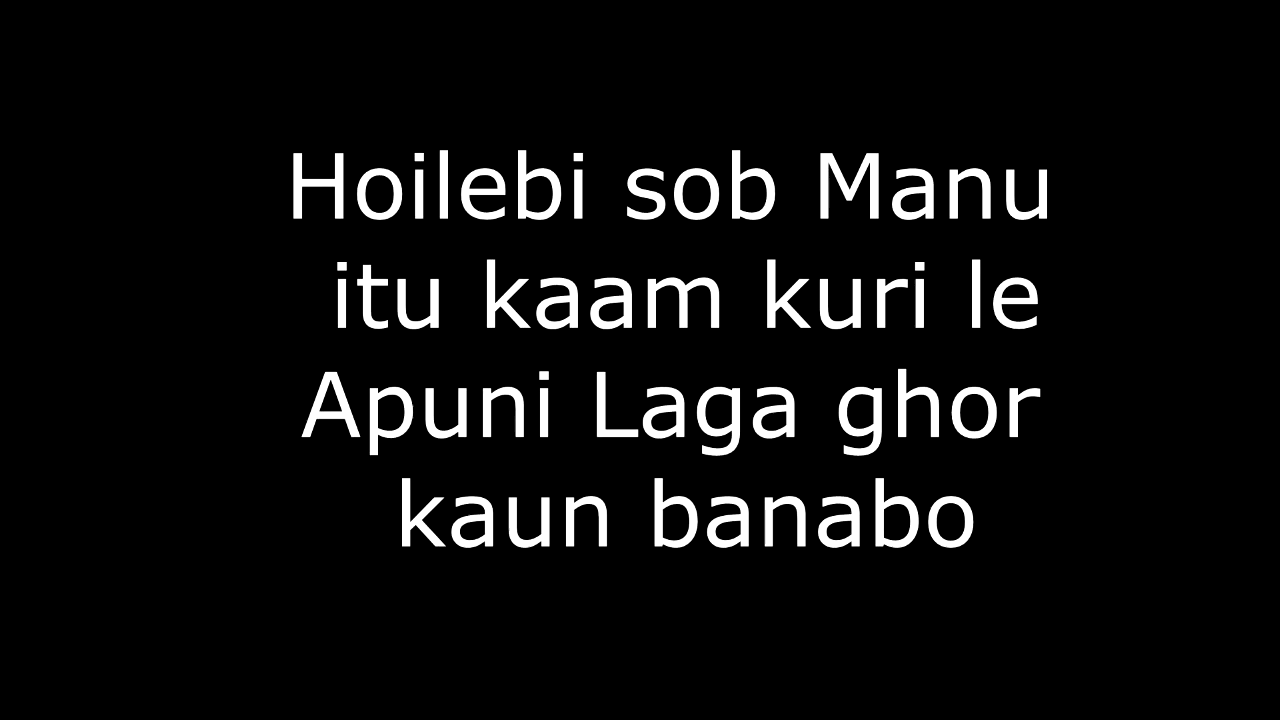 Hoilebi sob Manu
itu kaam kuri le
Apuni Laga ghor
kaun banabo